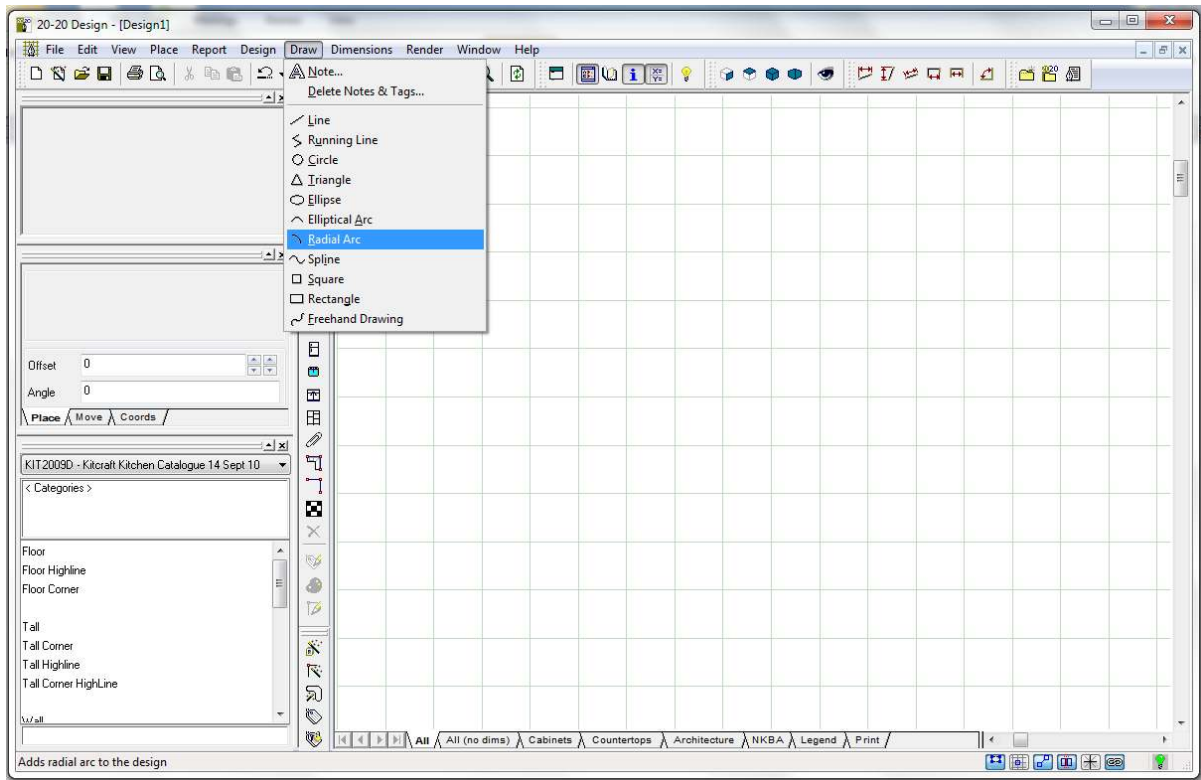 20-20 Design - [Design1]
File Edit View Place Report Design Draw Dimensions Render Window Help
Note...
Delete Notes & Tags...
Line
Running Line
Circle
Triangle
Ellipse
Elliptical Arc
Radial Arc
Spline
Square
Rectangle
Freehand Drawing
Offset 0
Angle 0
Place Move Coords
KIT2009D - Kitcraft Kitchen Catalogue 14 Sept 10
< Categories >
Floor
Floor Highline
Floor Corner
Tall
Tall Corner
Tall Highline
Tall Corner HighLine
Wall
All All (no dims) Cabinets Countertops Architecture NKBA Legend Print
Adds radial arc to the design